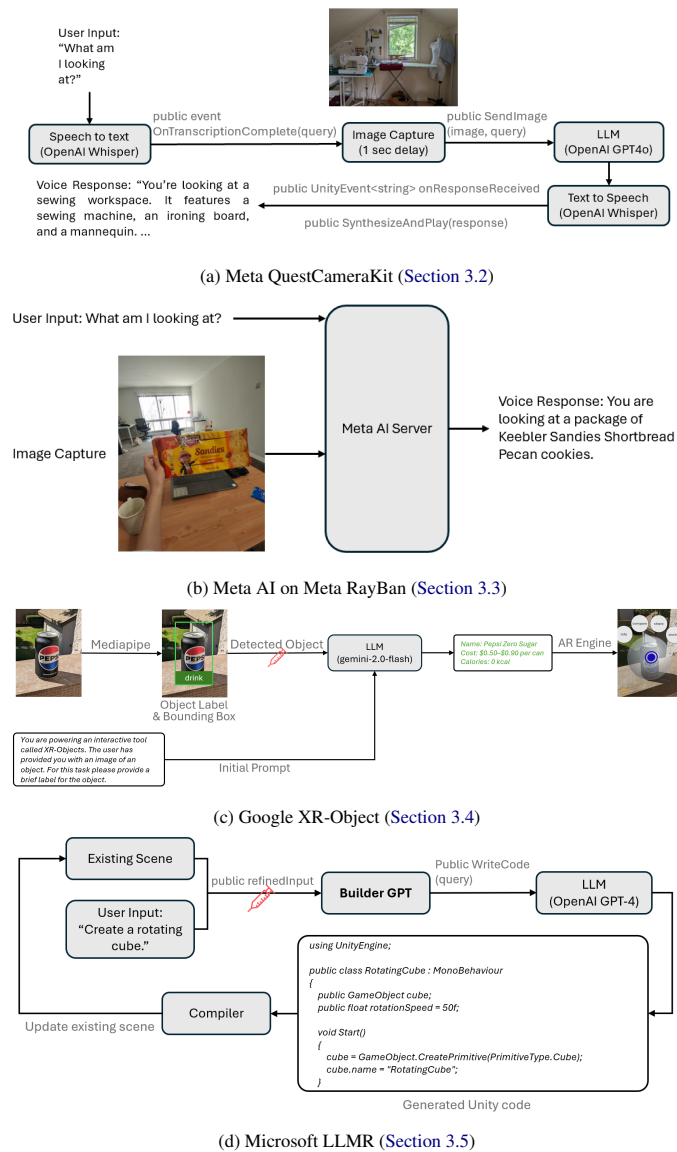 User Input:
“What am
I looking
at?”
public event
OnTranscriptionComplete(query)
public SendImage
(image, query)
Speech to text
(OpenAI Whisper)
Image Capture
(1 sec delay)
LLM
(OpenAI GPT4o)
Voice Response: “You’re looking at a
sewing workspace. It features a
sewing machine, an ironing board,
and a mannequin. ...
public UnityEvent<string> onResponseReceived
public SynthesizeAndPlay(response)
Text to Speech
(OpenAI Whisper)
(a) Meta QuestCameraKit (Section 3.2)
User Input: What am I looking at?
Image Capture
Sandies
Meta AI Server
Voice Response: You are
looking at a package of
Keebler Sandies Shortbread
Pecan cookies.
(b) Meta AI on Meta RayBan (Section 3.3)
PEPSI
Mediapipe
PEPSI
drink
Object Label
& Bounding Box
Detected Object
LLM
(gemini-2.0-flash)
Name: Pepsi Zero Sugar
Cost: $0.50–$0.90 per can
Calories: 0 kcal
AR Engine
You are powering an interactive tool
called XR-Objects. The user has
provided you with an image of an
object. For this task please provide a
brief label for the object.
Initial Prompt
(c) Google XR-Object (Section 3.4)
Existing Scene
User Input:
“Create a rotating
cube.”
public refinedInput
Builder GPT
Public WriteCode
(query)
LLM
(OpenAI GPT-4)
using UnityEngine;
public class RotatingCube : MonoBehaviour
{
public GameObject cube;
public float rotationSpeed = 50f;
void Start()
{
cube = GameObject.CreatePrimitive(PrimitiveType.Cube);
cube.name = "RotatingCube";
}
Compiler
Update existing scene
Generated Unity code
(d) Microsoft LLMR (Section 3.5)